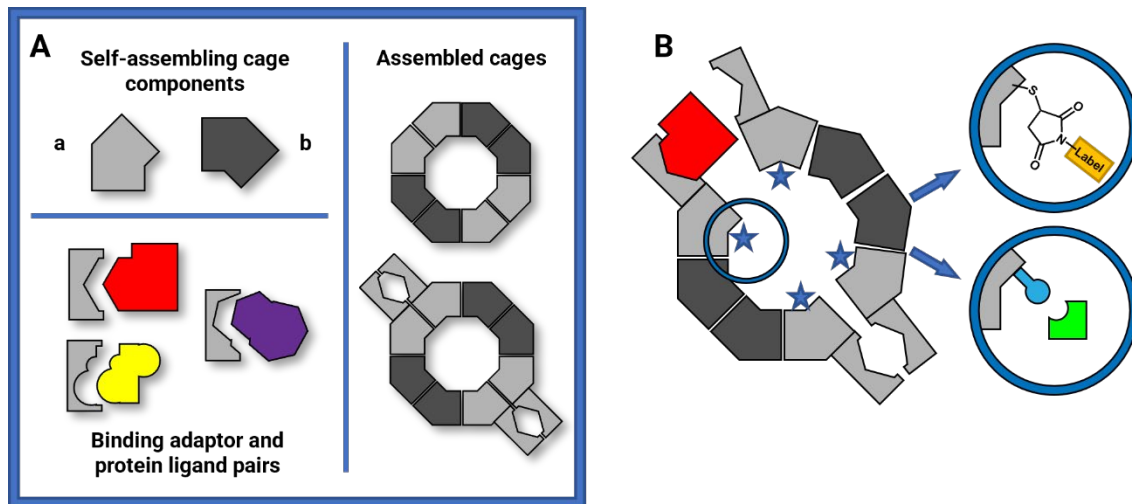 A
Self-assembling cage
components
a
b
Assembled cages
Binding adaptor and
protein ligand pairs
B
S
O
N
O
Label